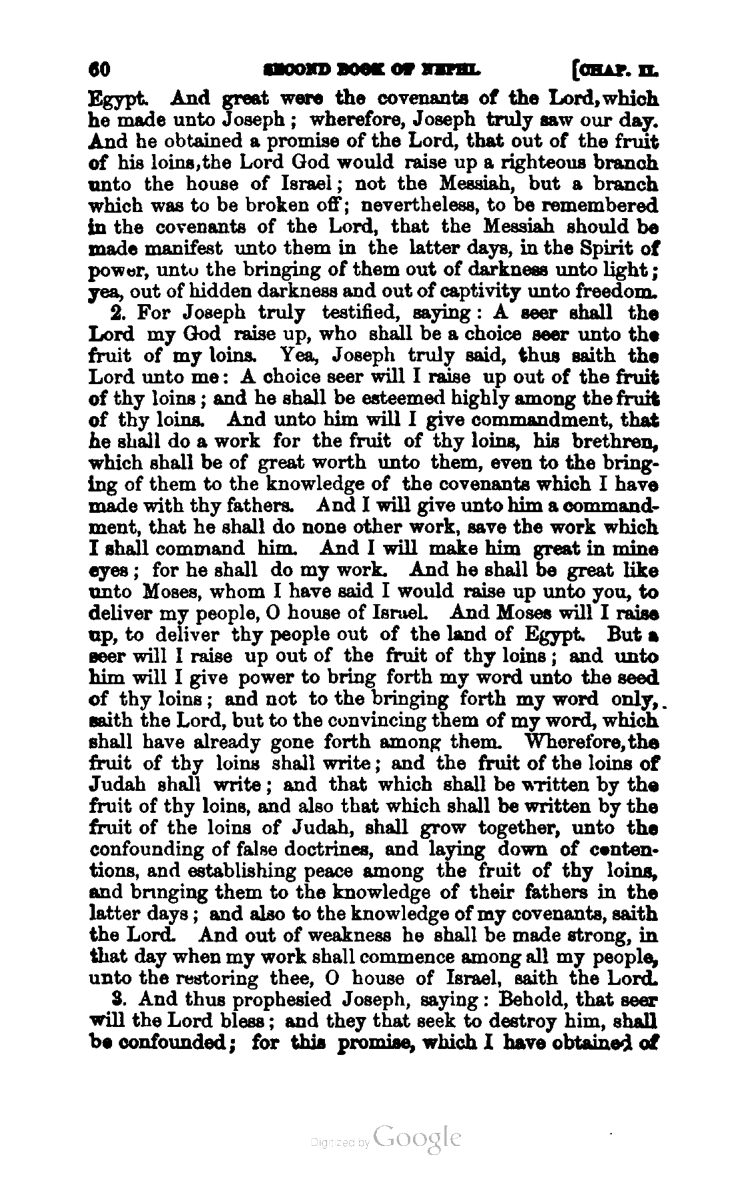 60 SECOND BOOK OF NEPHI. [CHAP. II.
Egypt. And great were the covenants of the Lord, which
he made unto Joseph; wherefore, Joseph truly saw our day.
And he obtained a promise of the Lord, that out of the fruit
of his loins, the Lord God would raise up a righteous branch
unto the house of Israel; not the Messiah, but a branch
which was to be broken off; nevertheless, to be remembered
in the covenants of the Lord, that the Messiah should be
made manifest unto them in the latter days, in the Spirit of
power, unto the bringing of them out of darkness unto light;
yea, out of hidden darkness and out of captivity unto freedom.
2. For Joseph truly testified, saying: A seer shall the
Lord my God raise up, who shall be a choice seer unto the
fruit of my loins. Yea, Joseph truly said, thus saith the
Lord unto me: A choice seer will I raise up out of the fruit
of thy loins; and he shall be esteemed highly among the fruit
of thy loins. And unto him will I give commandment, that
he shall do a work for the fruit of thy loins, his brethren,
which shall be of great worth unto them, even to the bring-
ing of them to the knowledge of the covenants which I have
made with thy fathers. And I will give unto him a command-
ment, that he shall do none other work, save the work which
I shall command him. And I will make him great in mine
eyes; for he shall do my work. And he shall be great like
unto Moses, whom I have said I would raise up unto you, to
deliver my people, O house of Israel. And Moses will I raise
up, to deliver thy people out of the land of Egypt. But a
seer will I raise up out of the fruit of thy loins; and unto
him will I give power to bring forth my word unto the seed
of thy loins; and not to the bringing forth my word only,
saith the Lord, but to the convincing them of my word, which
shall have already gone forth among them. Wherefore, the
fruit of thy loins shall write; and the fruit of the loins of
Judah shall write; and that which shall be written by the
fruit of thy loins, and also that which shall be written by the
fruit of the loins of Judah, shall grow together, unto the
confounding of false doctrines, and laying down of conten-
tions, and establishing peace among the fruit of thy loins,
and bringing them to the knowledge of their fathers in the
latter days; and also to the knowledge of my covenants, saith
the Lord. And out of weakness he shall be made strong, in
that day when my work shall commence among all my people,
unto the restoring thee, O house of Israel, saith the Lord.
3. And thus prophesied Joseph, saying: Behold, that seer
will the Lord bless; and they that seek to destroy him, shall
be confounded; for this promise, which I have obtained of
Digitized by Google